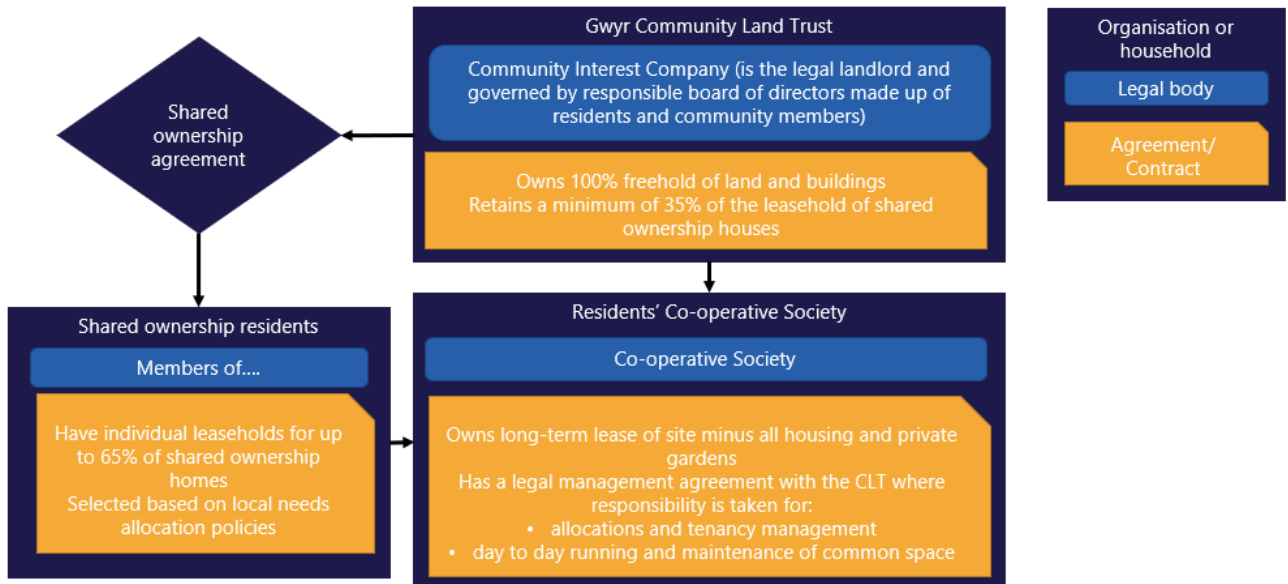 Gwyr Community Land Trust
Community Interest Company (is the legal landlord and
governed by responsible board of directors made up of
residents and community members)
Owns 100% freehold of land and buildings
Retains a minimum of 35% of the leasehold of shared
ownership houses
Organisation or
household
Legal body
Agreement/
Contract
Shared
ownership
agreement
Shared ownership residents
Members of....
Have individual leaseholds for up
to 65% of shared ownership
homes
Selected based on local needs
allocation policies
Residents’ Co-operative Society
Co-operative Society
Owns long-term lease of site minus all housing and private
gardens
Has a legal management agreement with the CLT where
responsibility is taken for:
• allocations and tenancy management
• day to day running and maintenance of common space